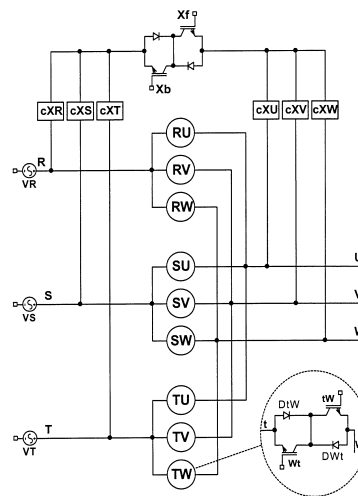 Xf
Xb
cXR cXS cXT cXU cXV cXW
RU
R
RV
VR
RW
SU
U
S
SV
V
VS
SW
W
TU
tW
DtW
T
TV
t
VT
Wt
DWt
TW